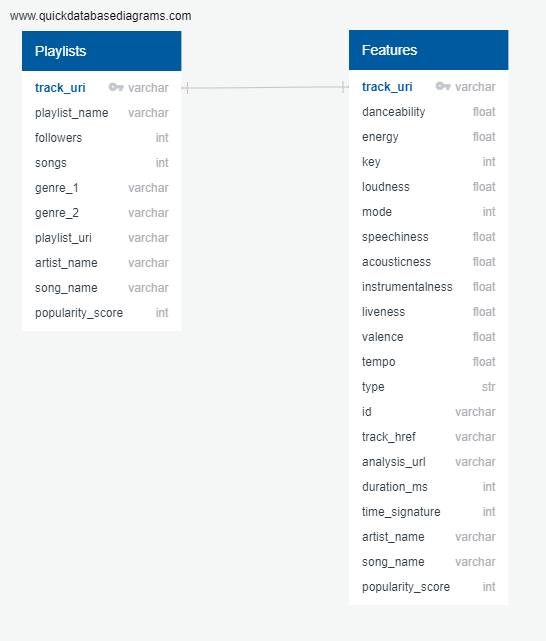 www.quickdatabasediagrams.com
Playlists
track_uri varchar
playlist_name varchar
followers int
songs int
genre_1 varchar
genre_2 varchar
playlist_uri varchar
artist_name varchar
song_name varchar
popularity_score int
Features
track_uri varchar
danceability float
energy float
key int
loudness float
mode int
speechiness float
acousticness float
instrumentalness float
liveness float
valence float
tempo float
type str
id varchar
track_href varchar
analysis_url varchar
duration_ms int
time_signature int
artist_name varchar
song_name varchar
popularity_score int